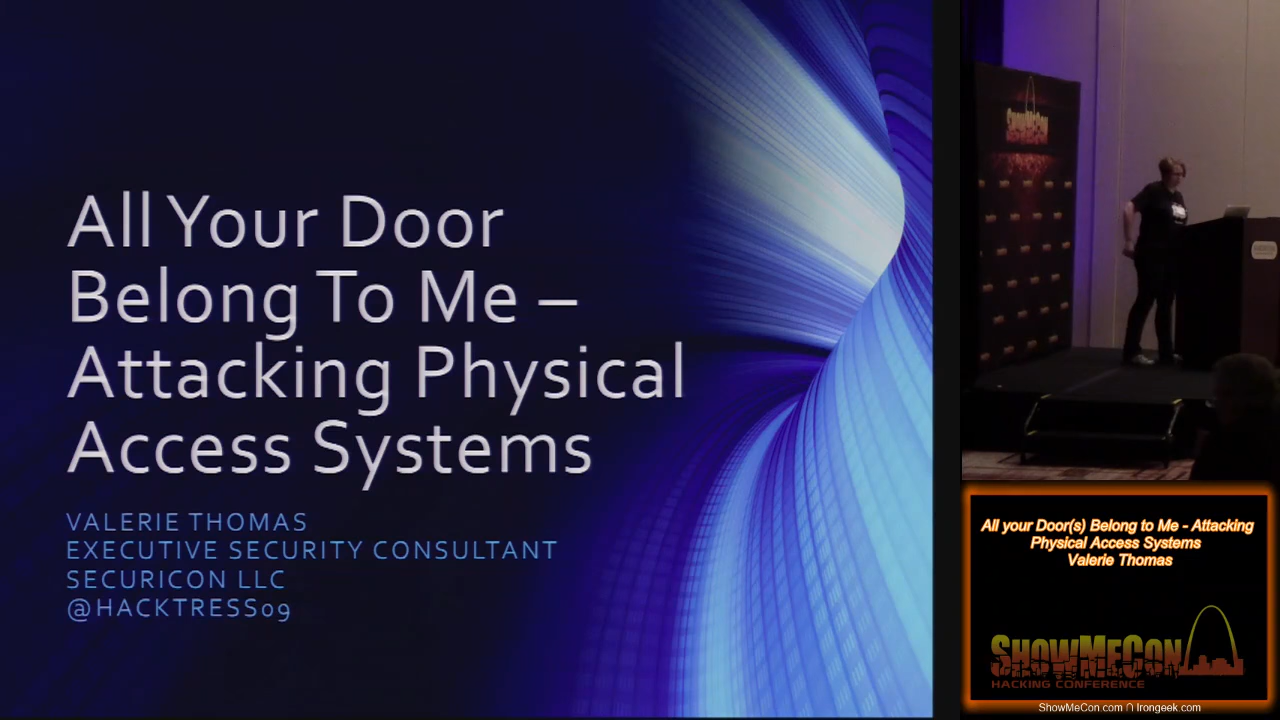 All Your Door
Belong To Me –
Attacking Physical
Access Systems
VALERIE THOMAS
EXECUTIVE SECURITY CONSULTANT
SECURICON LLC
@HACKTRESS09
SHOWMECON
All your Door(s) Belong to Me - Attacking
Physical Access Systems
Valerie Thomas
SHOWMECON
HACKING CONFERENCE
ShowMeCon.com ∩ Irongeek.com